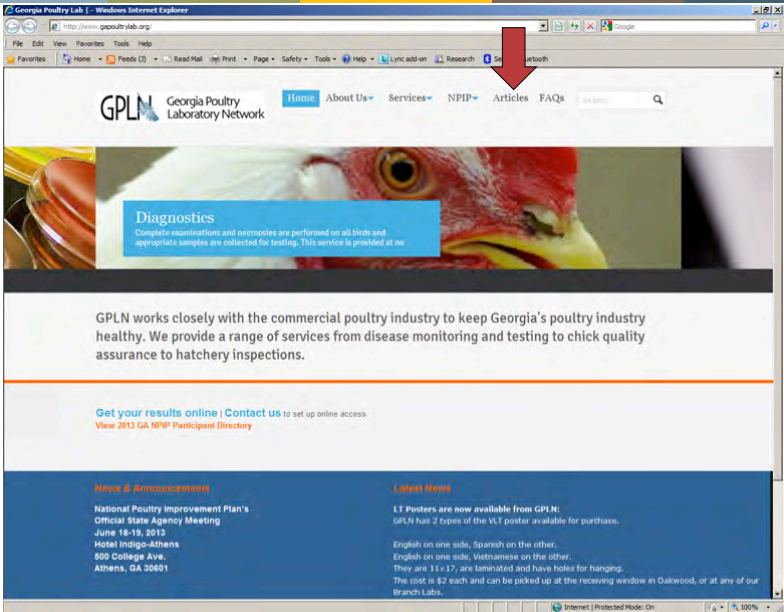 Georgia Poultry Lab | - Windows Internet Explorer
http://www.gapoultrylab.org/
Google
File Edit View Favorites Tools Help
Favorites Home Feeds (2) Read Mail Print Page Safety Tools Help Lync add-on Research
Home About Us Services NPIP Articles FAQs Search
GPLN Georgia Poultry
Laboratory Network
Diagnostics
Complete examinations and necropsies are performed on all birds and
appropriate samples are collected for testing. This service is provided at no
GPLN works closely with the commercial poultry industry to keep Georgia's poultry industry
healthy. We provide a range of services from disease monitoring and testing to chick quality
assurance to hatchery inspections.
Get your results online | Contact us to set up online access
View 2013 GA NPIP Participant Directory
News & Announcements
National Poultry Improvement Plan's
Official State Agency Meeting
June 18-19, 2013
Hotel Indigo-Athens
500 College Ave.
Athens, GA 30601
Latest News
LT Posters are now available from GPLN:
GPLN has 2 types of the VLT poster available for purchase.
English on one side, Spanish on the other.
English on one side, Vietnamese on the other.
They are 11x17, are laminated and have holes for hanging.
The cost is $2 each and can be picked up at the receiving window in Oakwood, or at any of our
Branch Labs.
Internet | Protected Mode: On
100%